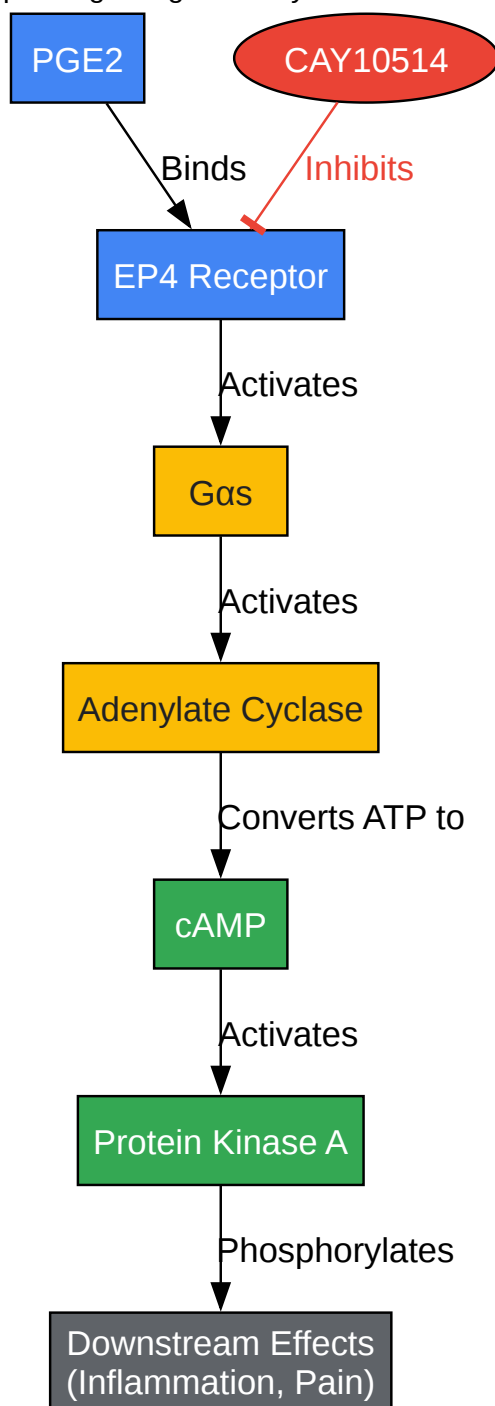 PGE2
CAY10514
Binds
Inhibits
EP4 Receptor
Activates
Gαs
Activates
Adenylate Cyclase
Converts ATP to
cAMP
Activates
Protein Kinase A
Phosphorylates
Downstream Effects
(Inflammation, Pain)